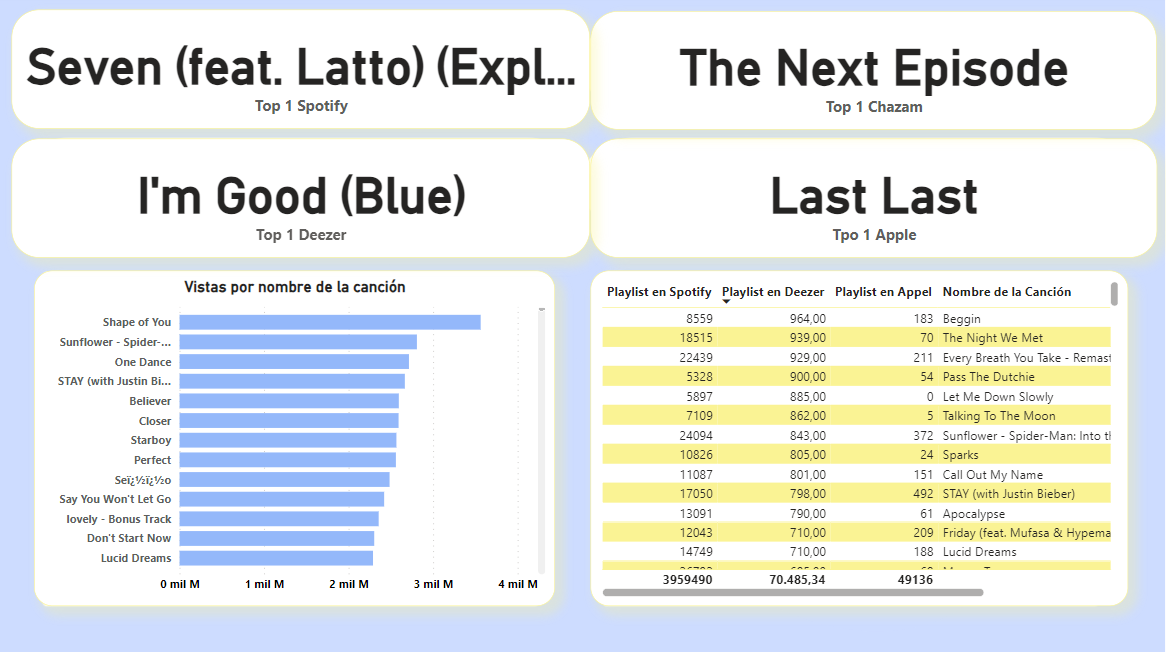 Seven (feat. Latto) (Expl...
Top 1 Spotify
The Next Episode
Top 1 Chazam
I'm Good (Blue)
Top 1 Deezer
Last Last
Tpo 1 Apple
Vistas por nombre de la canción
Shape of You
Sunflower - Spider-...
One Dance
STAY (with Justin Bi...
Believer
Closer
Starboy
Perfect
Seï¿½ï¿½o
Say You Won't Let Go
lovely - Bonus Track
Don't Start Now
Lucid Dreams
0 mil M 1 mil M 2 mil M 3 mil M 4 mil M
Playlist en Spotify Playlist en Deezer Playlist en Appel Nombre de la Canción
8559 964,00 183 Beggin
18515 939,00 70 The Night We Met
22439 929,00 211 Every Breath You Take - Remast
5328 900,00 54 Pass The Dutchie
5897 885,00 0 Let Me Down Slowly
7109 862,00 5 Talking To The Moon
24094 843,00 372 Sunflower - Spider-Man: Into th
10826 805,00 24 Sparks
11087 801,00 151 Call Out My Name
17050 798,00 492 STAY (with Justin Bieber)
13091 790,00 61 Apocalypse
12043 710,00 209 Friday (feat. Mufasa & Hypema
14749 710,00 188 Lucid Dreams
3959490 70.485,34 49136